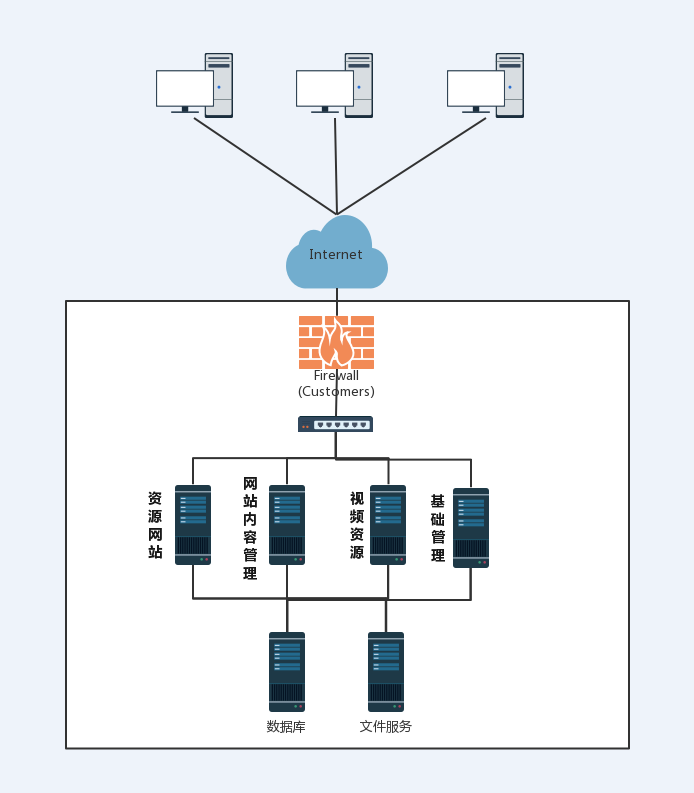 Internet
Firewall
(Customers)
资源网站
网站内容管理
视频资源
基础管理
数据库
文件服务